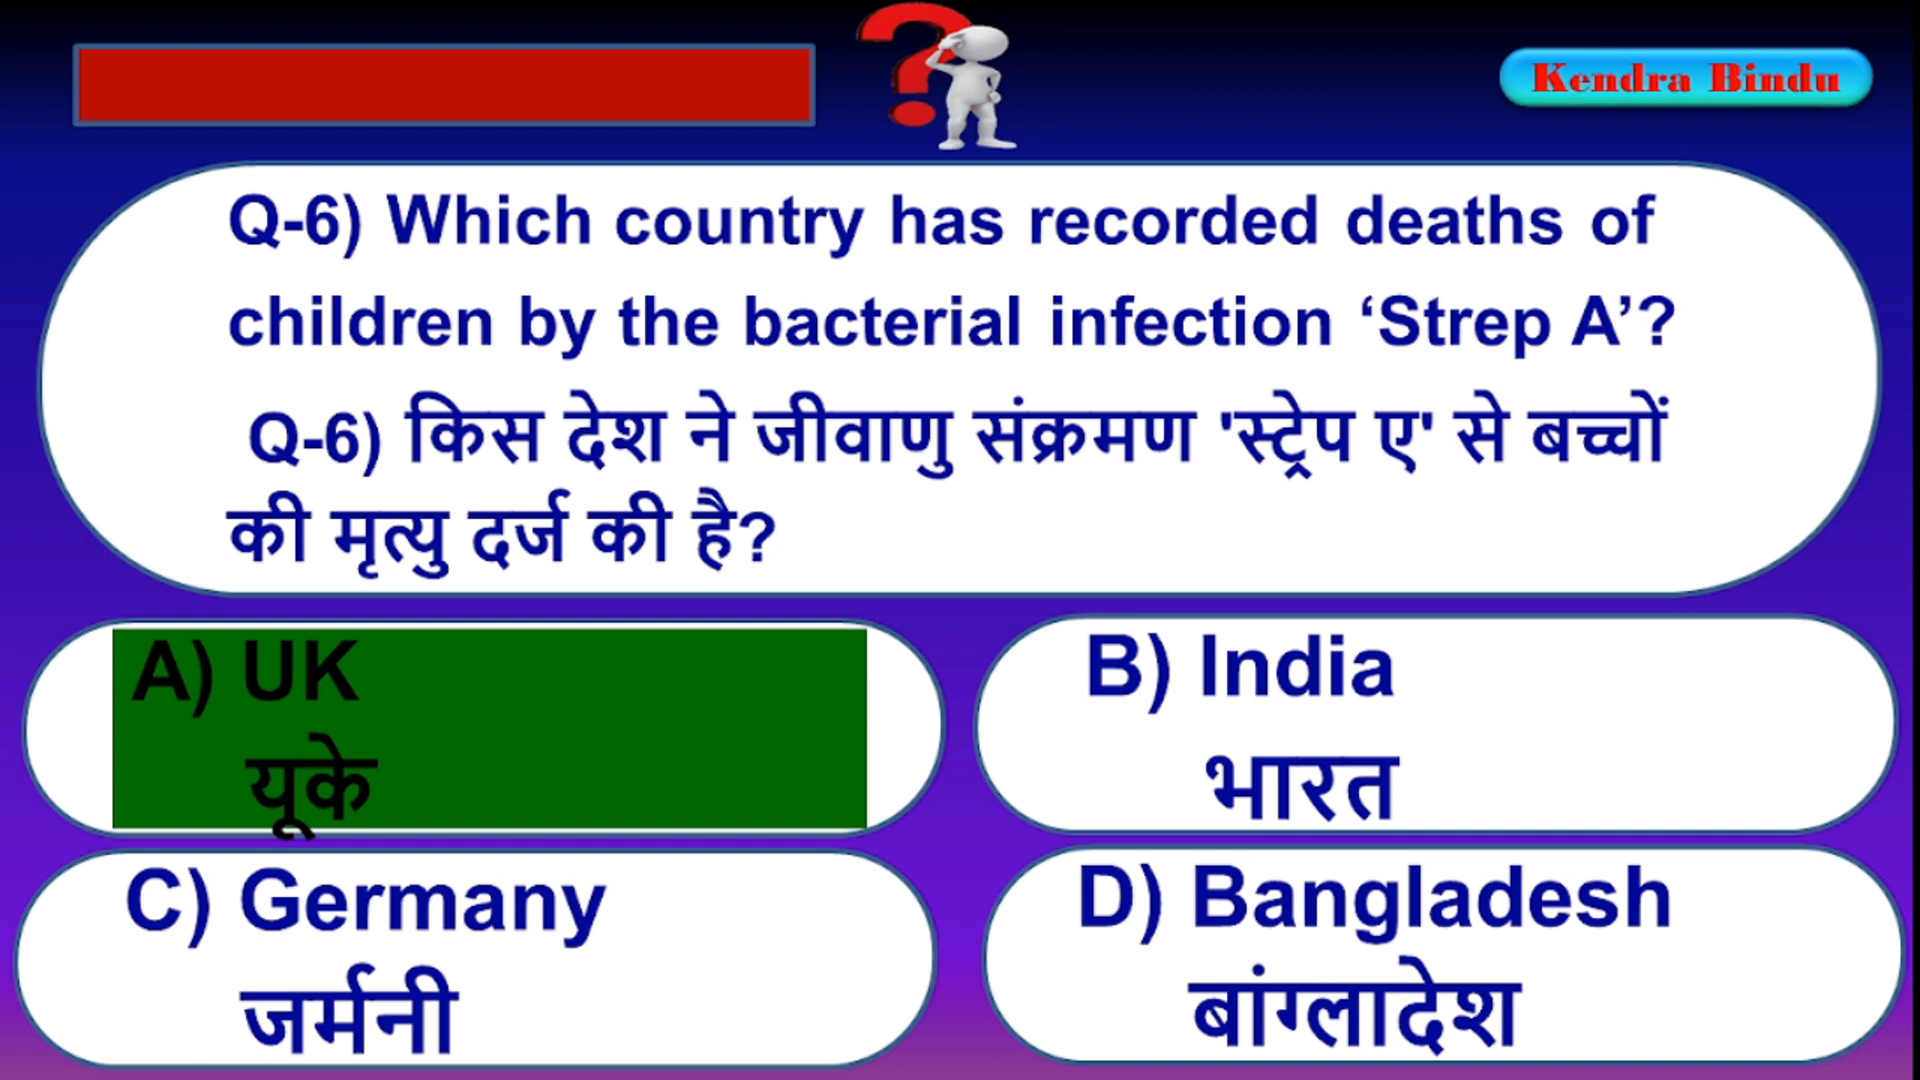 Kendra Bindu
Q-6) Which country has recorded deaths of
children by the bacterial infection ‘Strep A’?
Q-6) किस देश ने जीवाणु संक्रमण 'स्ट्रेप ए' से बच्चों
की मृत्यु दर्ज की है?
A) UK
यूके
B) India
भारत
C) Germany
जर्मनी
D) Bangladesh
बांग्लादेश